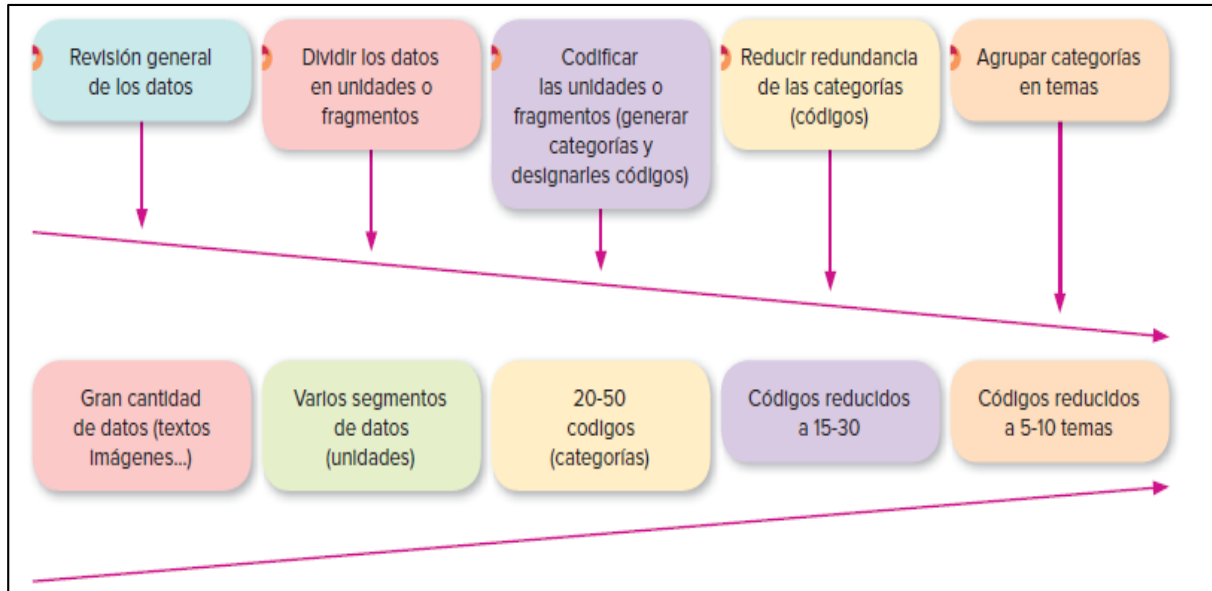 Revisión general
de los datos
Dividir los datos
en unidades o
fragmentos
Codificar
las unidades o
fragmentos (generar
categorías y
designarles códigos)
Reducir redundancia
de las categorías
(códigos)
Agrupar categorías
en temas
Gran cantidad
de datos (textos
imágenes...)
Varios segmentos
de datos
(unidades)
20-50
codigos
(categorías)
Códigos reducidos
a 15-30
Códigos reducidos
a 5-10 temas